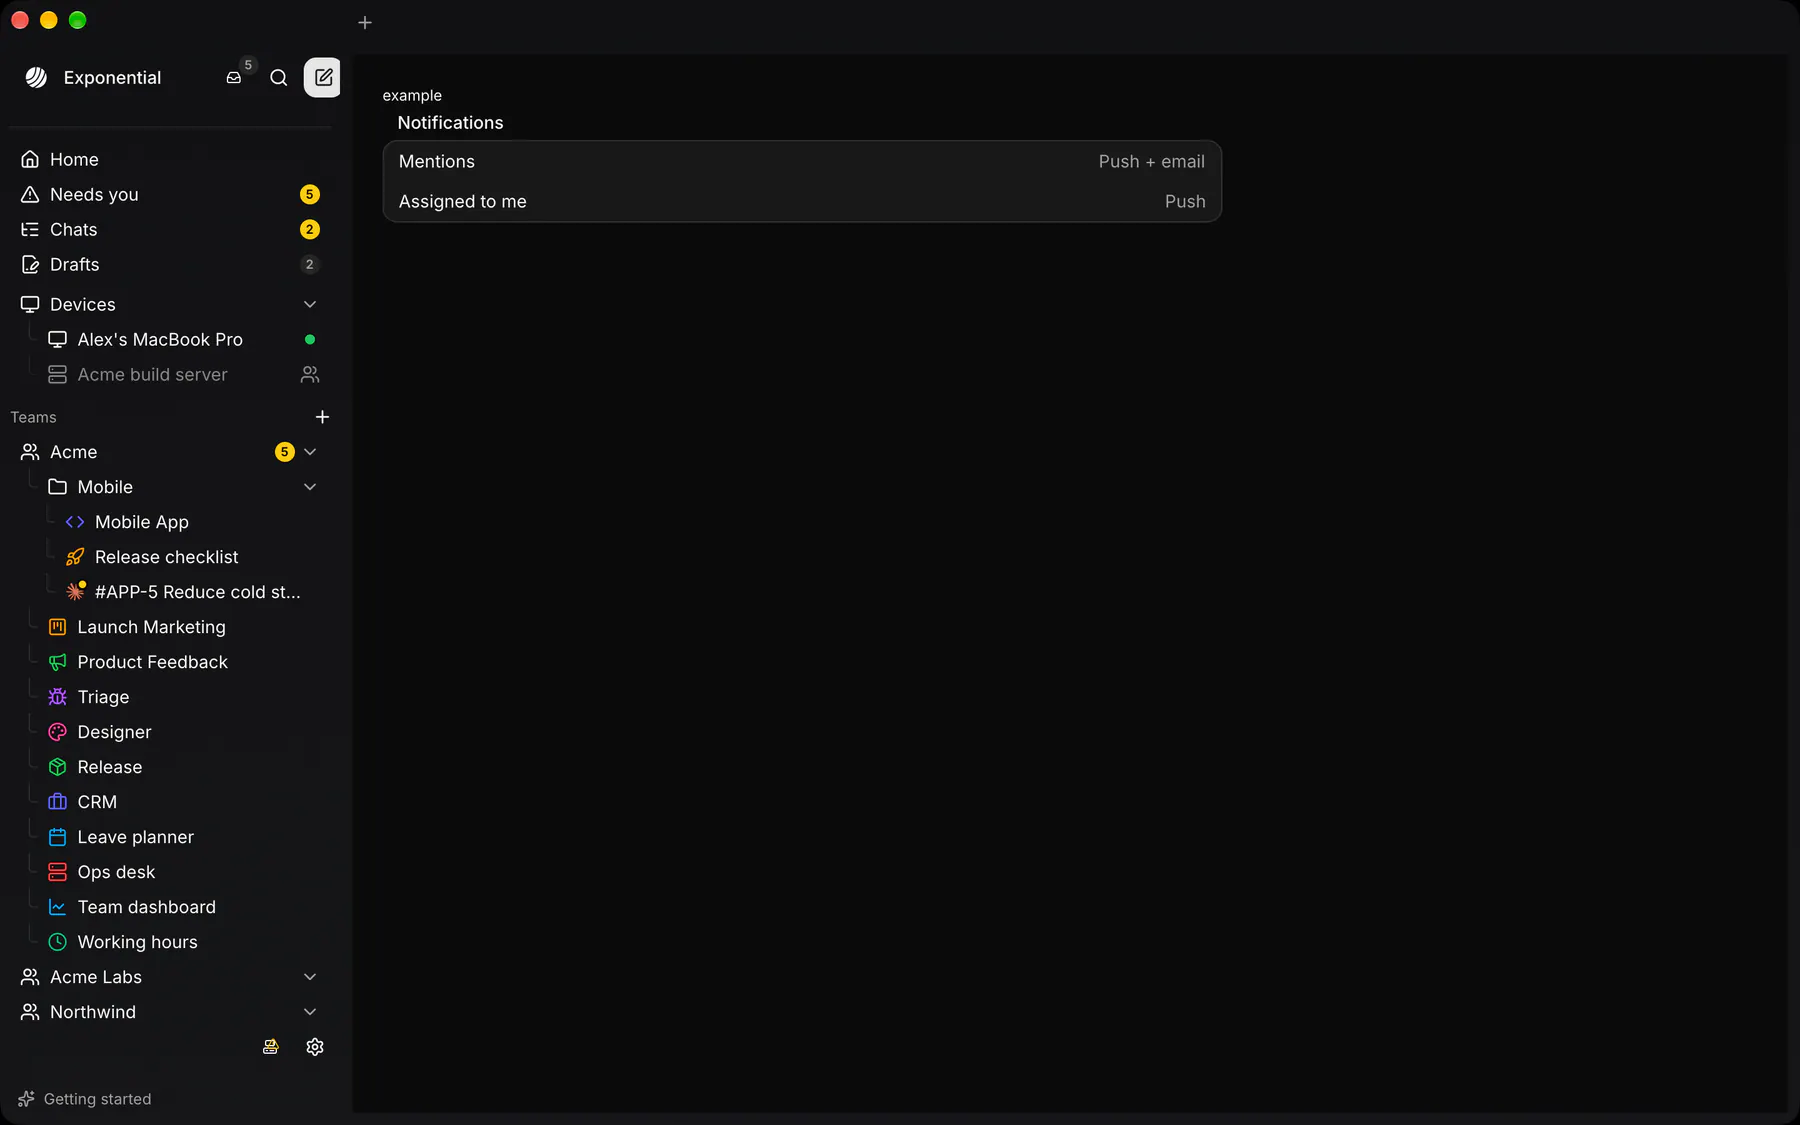 Exponential
5
Home
Needs you 5
Chats 2
Drafts 2
Devices
Alex's MacBook Pro
Acme build server
Teams
Acme 5
Mobile
Mobile App
Release checklist
#APP-5 Reduce cold st...
Launch Marketing
Product Feedback
Triage
Designer
Release
CRM
Leave planner
Ops desk
Team dashboard
Working hours
Acme Labs
Northwind
Getting started
example
Notifications
Mentions Push + email
Assigned to me Push